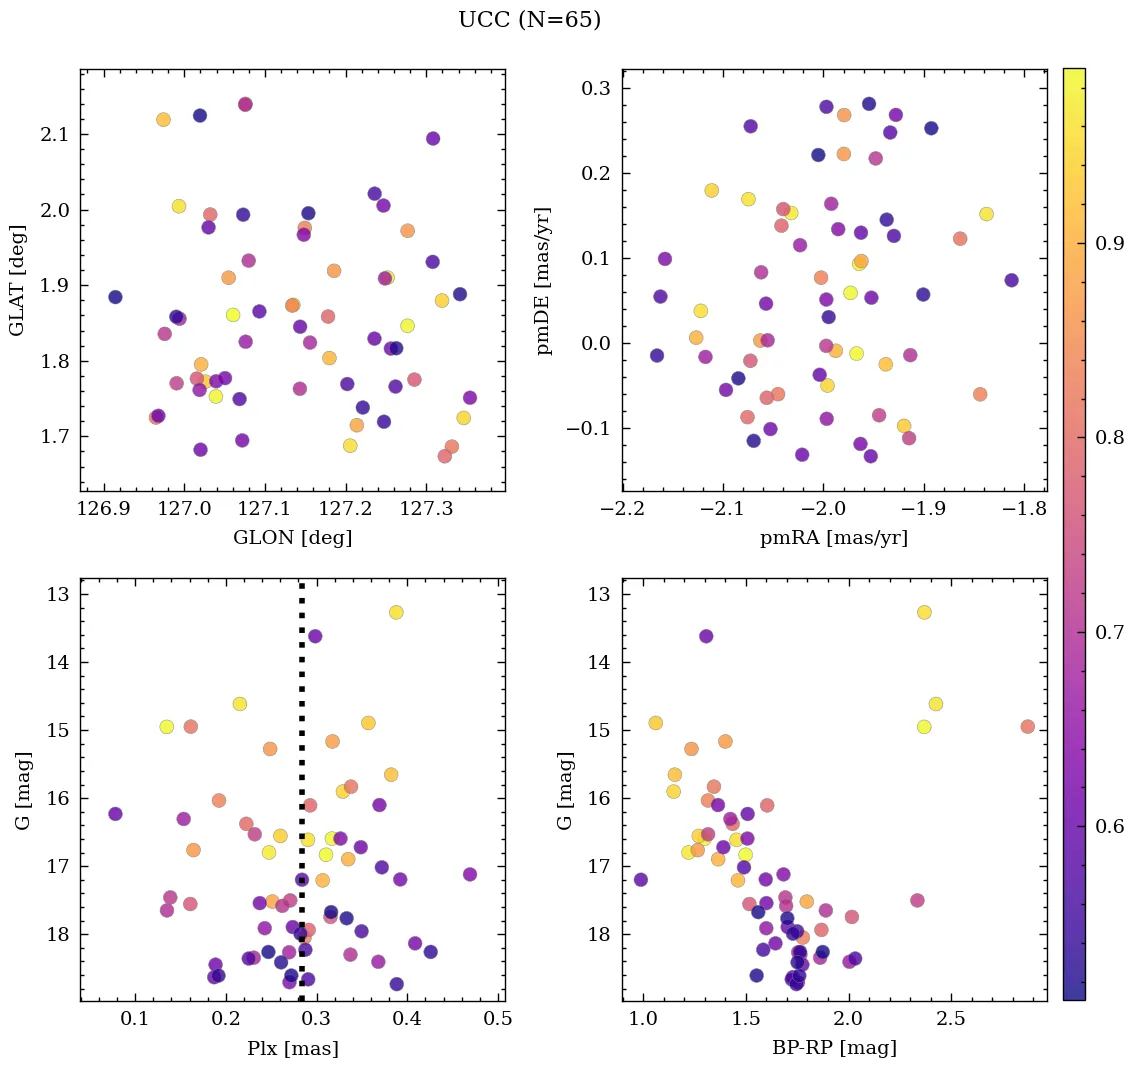 UCC (N=65)
2.1
2.0
1.9
1.8
1.7
GLAT [deg]
126.9 127.0 127.1 127.2 127.3
GLON [deg]
0.3
0.2
0.1
0.0
−0.1
pmDE [mas/yr]
−2.2 −2.1 −2.0 −1.9 −1.8
pmRA [mas/yr]
13
14
15
16
17
18
G [mag]
0.1 0.2 0.3 0.4 0.5
Plx [mas]
13
14
15
16
17
18
G [mag]
1.0 1.5 2.0 2.5
BP-RP [mag]
0.9
0.8
0.7
0.6